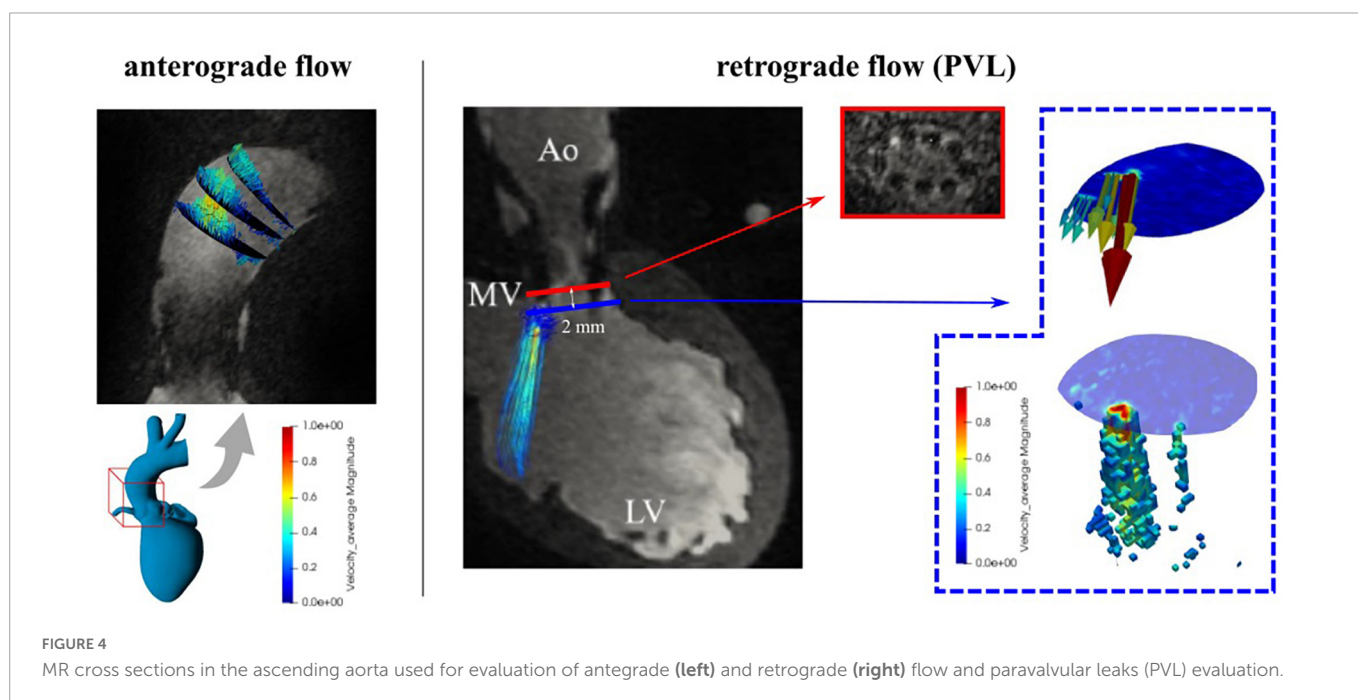 anterograde flow
retrograde flow (PVL)
Ao
MV
2 mm
LV
1.0e+00
0.8
0.6
0.4
0.2
0.0e+00
Velocity_average Magnitude
1.0e+00
0.8
0.6
0.4
0.2
0.0e+00
Velocity_average Magnitude
FIGURE 4
MR cross sections in the ascending aorta used for evaluation of antegrade (left) and retrograde (right) flow and paravalvular leaks (PVL) evaluation.